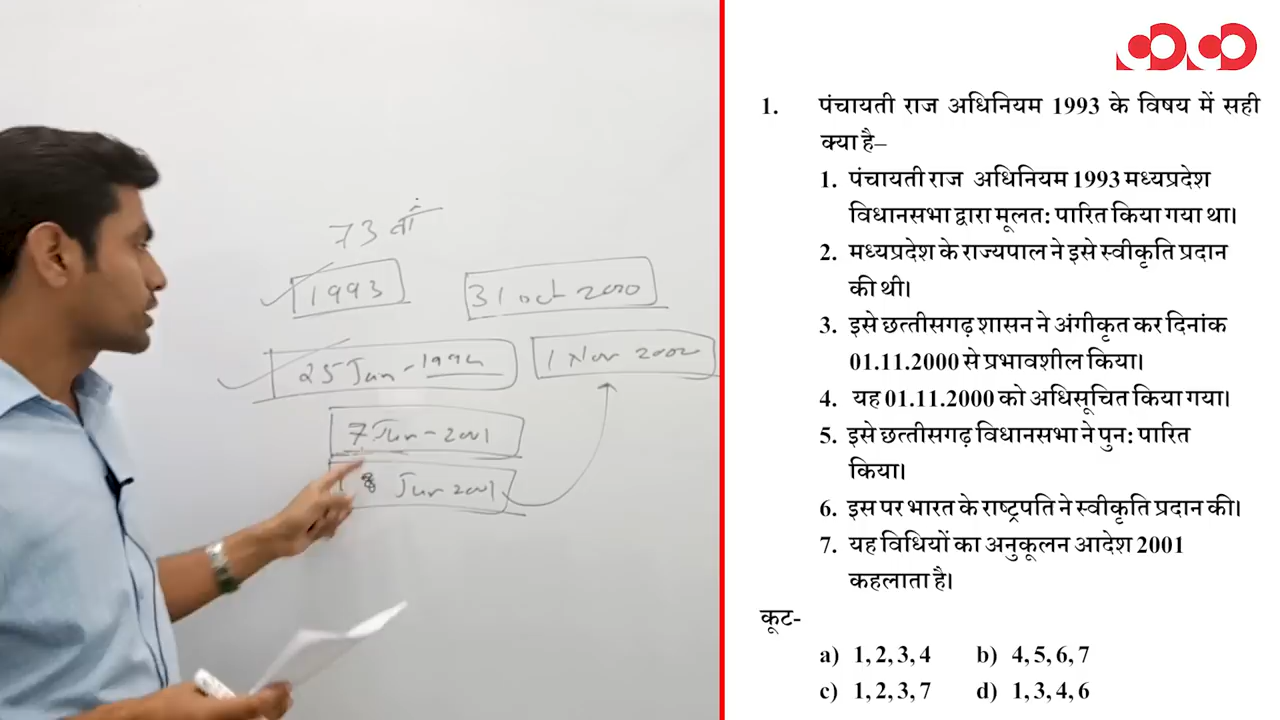 73 वाँ
1993
31 oct 2000
25 Jan - 1994
1 Nov 2000
7 Jun - 2001
18 Jun 2001
1. पंचायती राज अधिनियम 1993 के विषय में सही
क्या है–
1. पंचायती राज अधिनियम 1993 मध्यप्रदेश
विधानसभा द्वारा मूलत: पारित किया गया था।
2. मध्यप्रदेश के राज्यपाल ने इसे स्वीकृति प्रदान
की थी।
3. इसे छत्तीसगढ़ शासन ने अंगीकृत कर दिनांक
01.11.2000 से प्रभावशील किया।
4. यह 01.11.2000 को अधिसूचित किया गया।
5. इसे छत्तीसगढ़ विधानसभा ने पुन: पारित
किया।
6. इस पर भारत के राष्ट्रपति ने स्वीकृति प्रदान की।
7. यह विधियों का अनुकूलन आदेश 2001
कहलाता है।
कूट-
a) 1, 2, 3, 4 b) 4, 5, 6, 7
c) 1, 2, 3, 7 d) 1, 3, 4, 6